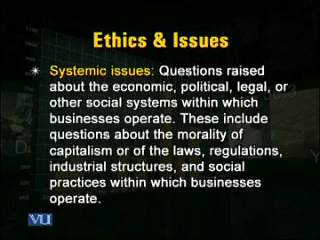 Ethics & Issues
Systemic issues: Questions raised
about the economic, political, legal, or
other social systems within which
businesses operate. These include
questions about the morality of
capitalism or of the laws, regulations,
industrial structures, and social
practices within which businesses
operate.
VU